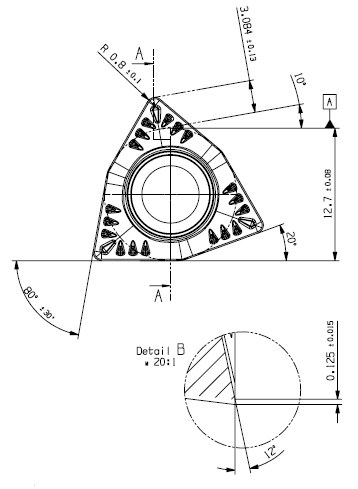 3.084 ±0.13
A
R 0.8 ±0.1
10°
A
12.7 ±0.08
20°
80° ±30'
A
Detail B
M 20:1
0.125 ±0.015
12°